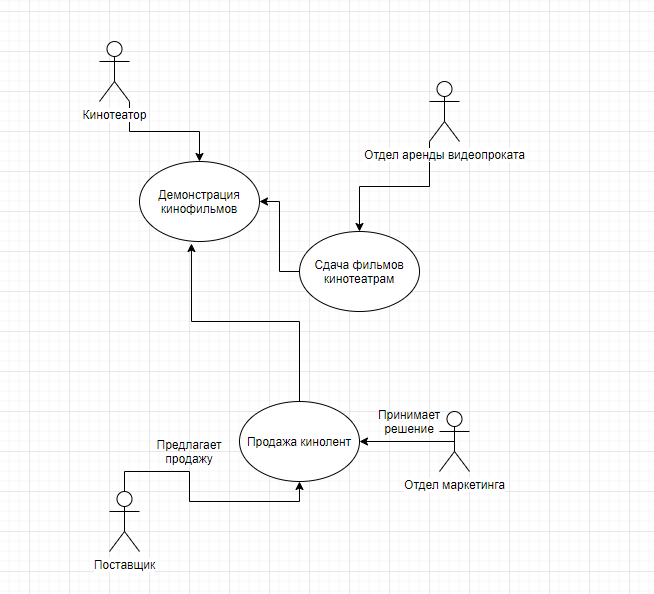 Кинотеатор
Отдел аренды видеопроката
Демонстрация
кинофильмов
Сдача фильмов
кинотеатрам
Принимает
решение
Продажа кинолент
Предлагает
продажу
Отдел маркетинга
Поставщик